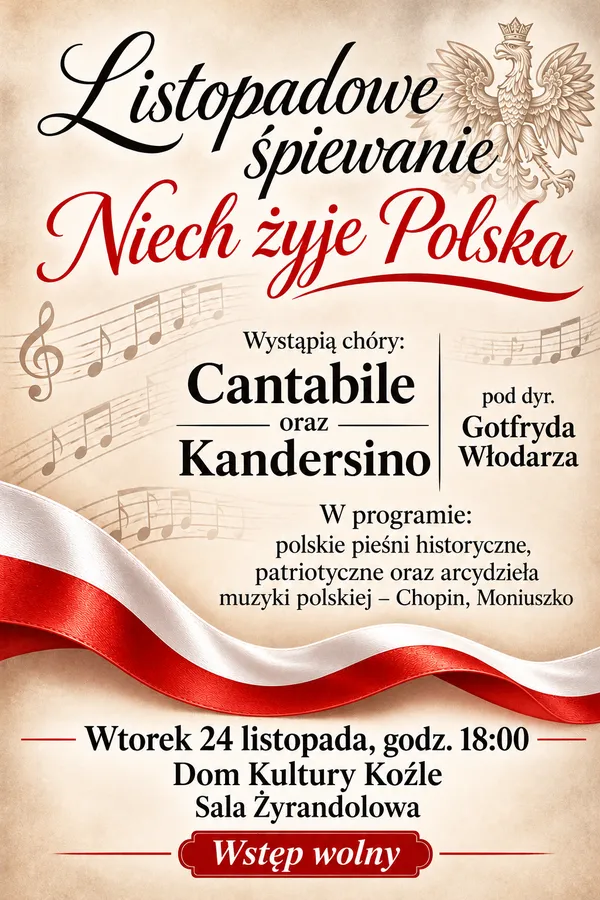 Listopadowe
śpiewanie
Niech żyje Polska
Wystąpią chóry:
Cantabile
oraz
Kandersino
pod dyr.
Gotfryda
Włodarza
W programie:
polskie pieśni historyczne,
patriotyczne oraz arcydzieła
muzyki polskiej – Chopin, Moniuszko
Wtorek 24 listopada, godz. 18:00
Dom Kultury Koźle
Sala Żyrandolowa
Wstęp wolny